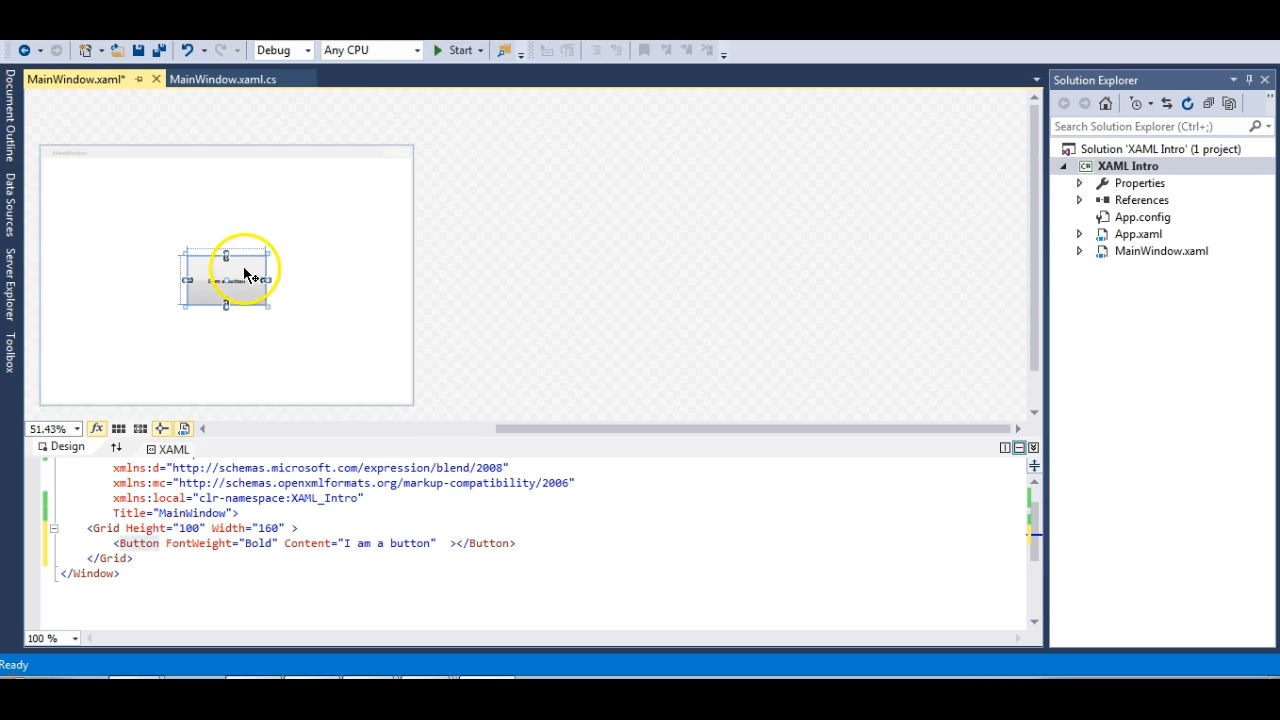 Debug Any CPU Start
MainWindow.xaml* MainWindow.xaml.cs
Document Outline
Data Sources
Server Explorer
Toolbox
MainWindow
51.43%
fx
Design XAML
xmlns:d="http://schemas.microsoft.com/expression/blend/2008"
xmlns:mc="http://schemas.openxmlformats.org/markup-compatibility/2006"
xmlns:local="clr-namespace:XAML_Intro"
Title="MainWindow">
<Grid Height="100" Width="160" >
<Button FontWeight="Bold" Content="I am a button" ></Button>
</Grid>
</Window>
100 %
Ready
Solution Explorer
Search Solution Explorer (Ctrl+;)
Solution 'XAML Intro' (1 project)
C# XAML Intro
Properties
References
App.config
App.xaml
MainWindow.xaml